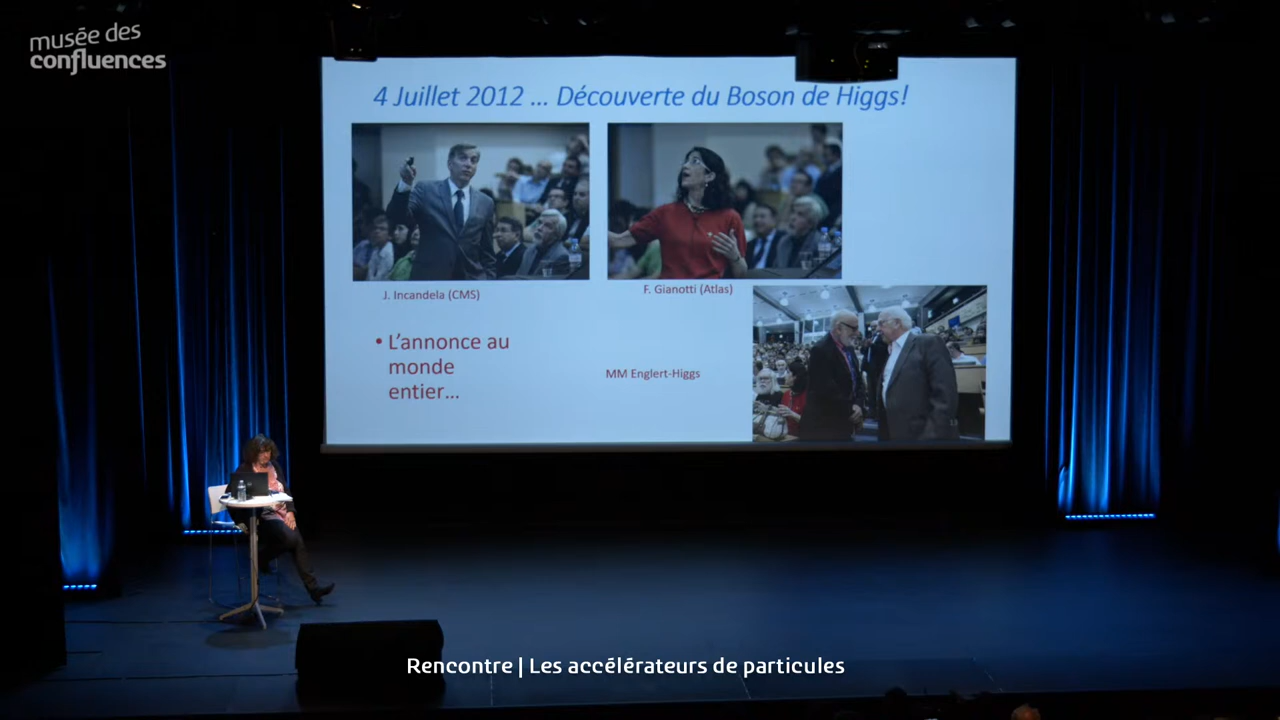 musée des
confluences
4 Juillet 2012 ... Découverte du Boson de Higgs!
J. Incandela (CMS)
F. Gianotti (Atlas)
• L'annonce au
monde
entier...
MM Englert-Higgs
Rencontre | Les accélérateurs de particules